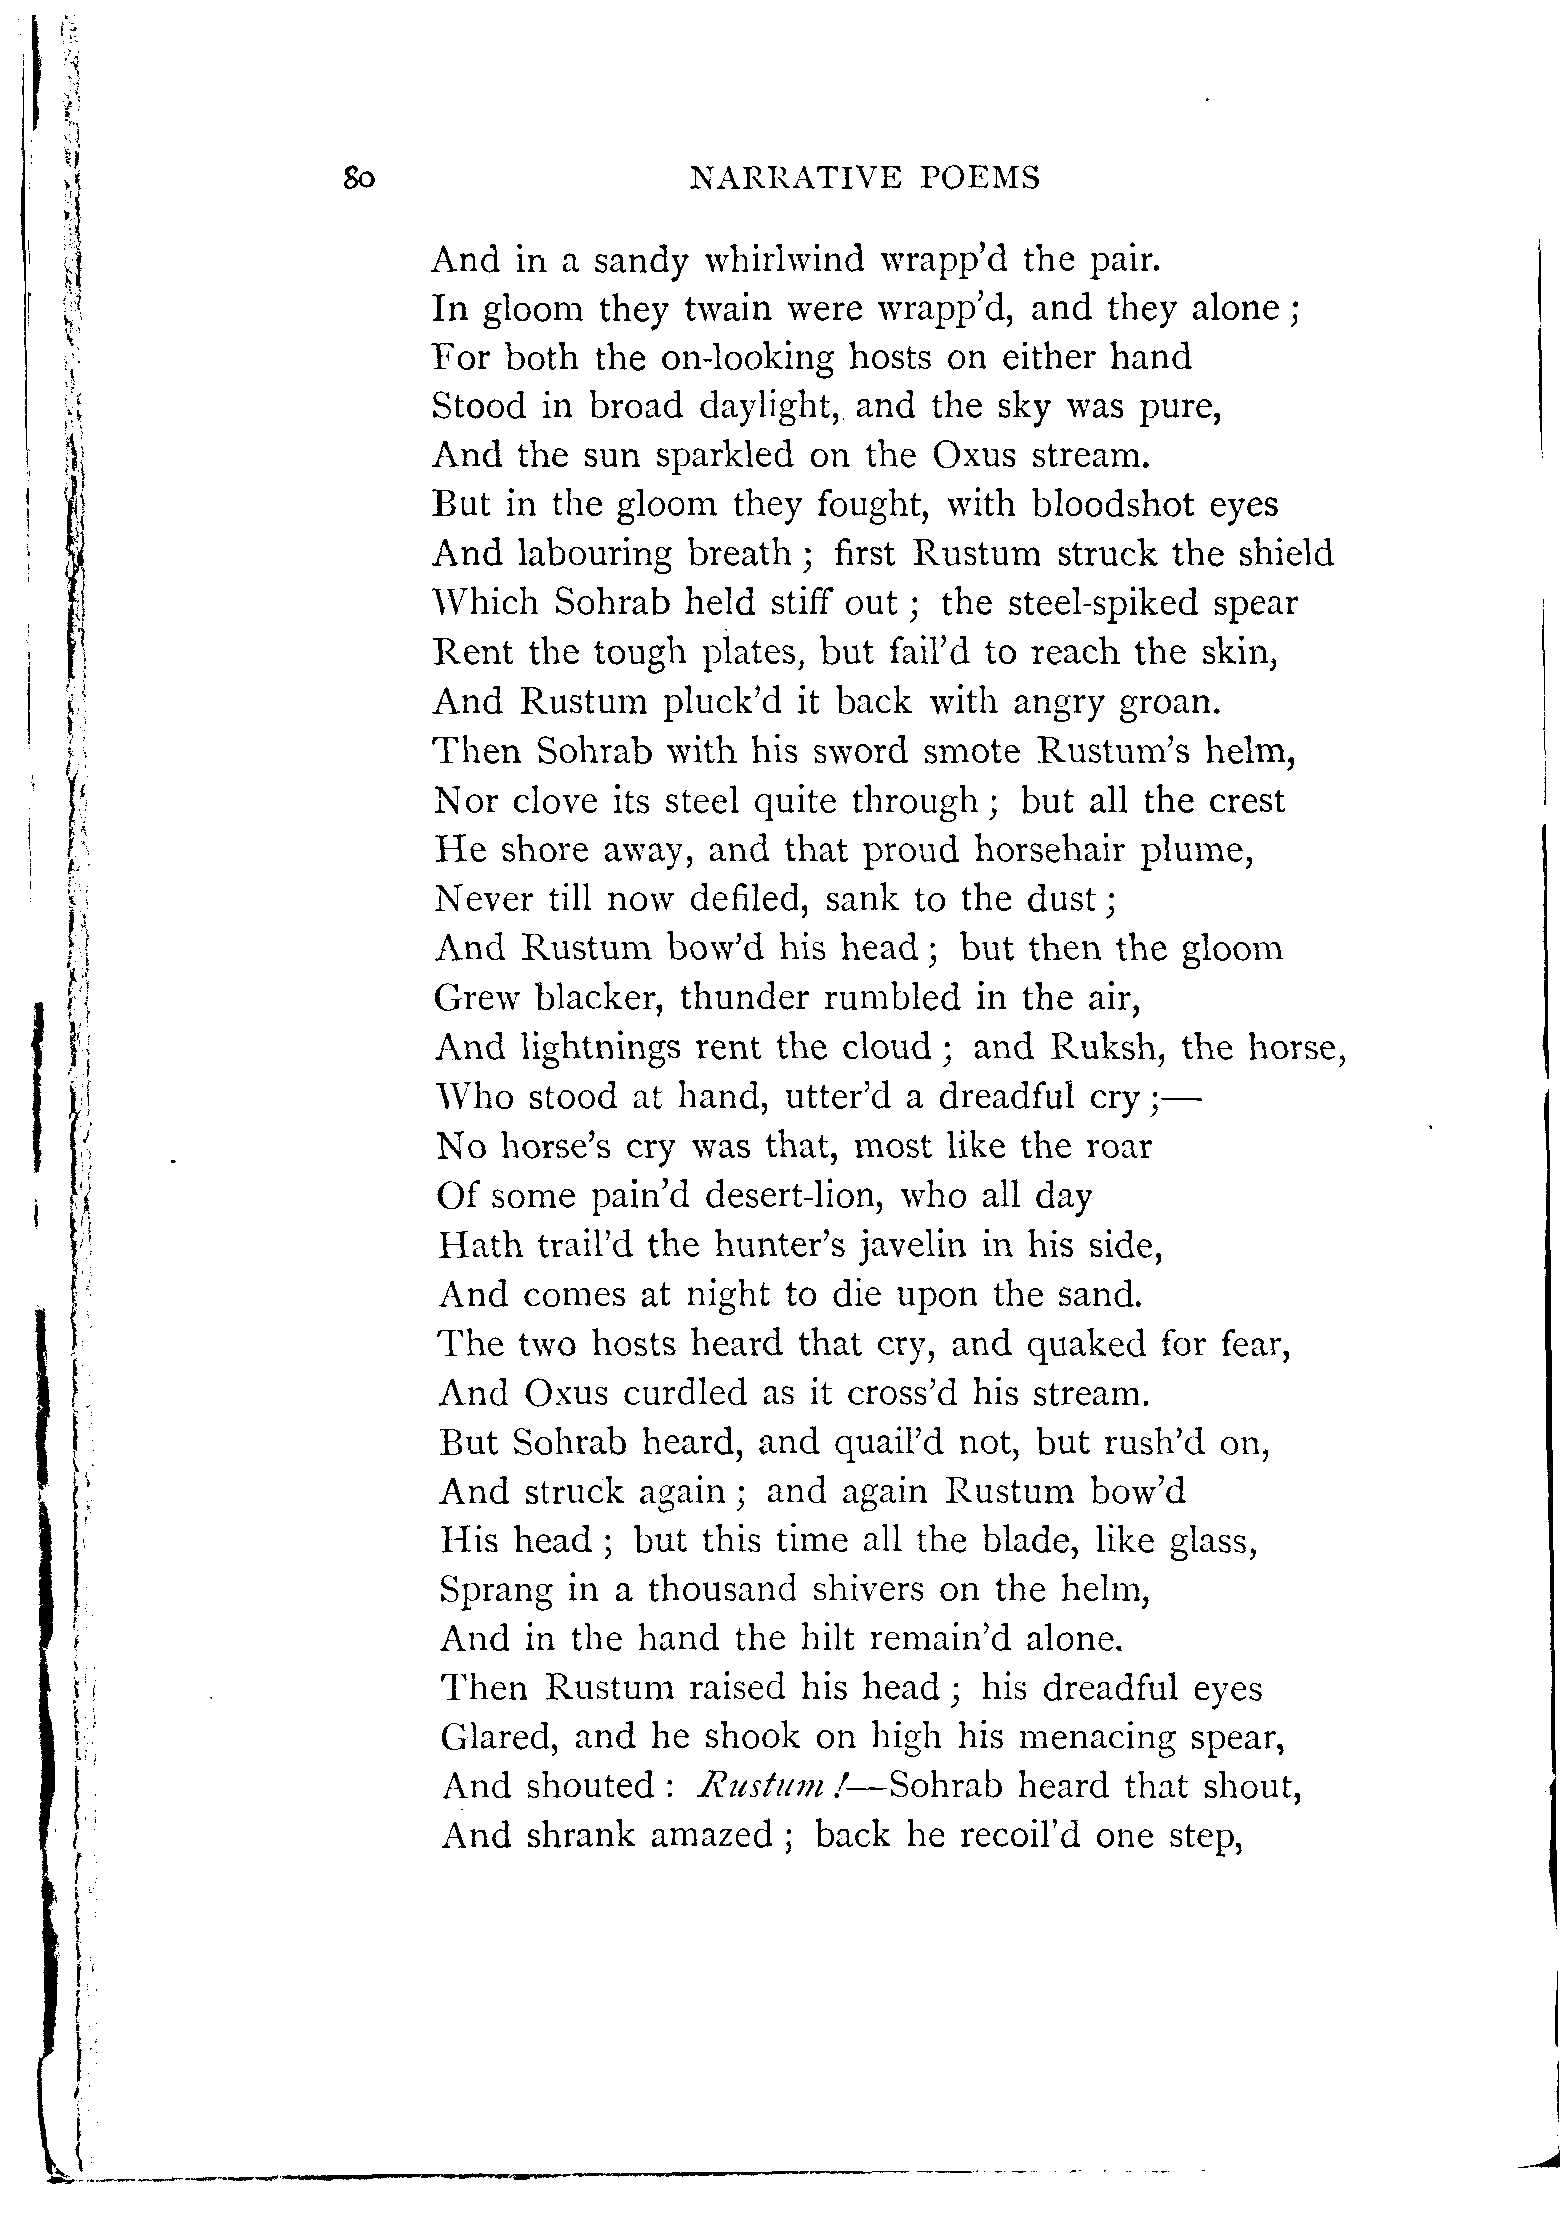 80 NARRATIVE POEMS
And in a sandy whirlwind wrapp'd the pair.
In gloom they twain were wrapp'd, and they alone ;
For both the on-looking hosts on either hand
Stood in broad daylight, and the sky was pure,
And the sun sparkled on the Oxus stream.
But in the gloom they fought, with bloodshot eyes
And labouring breath ; first Rustum struck the shield
Which Sohrab held stiff out ; the steel-spiked spear
Rent the tough plates, but fail'd to reach the skin,
And Rustum pluck'd it back with angry groan.
Then Sohrab with his sword smote Rustum's helm,
Nor clove its steel quite through ; but all the crest
He shore away, and that proud horsehair plume,
Never till now defiled, sank to the dust ;
And Rustum bow'd his head ; but then the gloom
Grew blacker, thunder rumbled in the air,
And lightnings rent the cloud ; and Ruksh, the horse,
Who stood at hand, utter'd a dreadful cry ;—
No horse's cry was that, most like the roar
Of some pain'd desert-lion, who all day
Hath trail'd the hunter's javelin in his side,
And comes at night to die upon the sand.
The two hosts heard that cry, and quaked for fear,
And Oxus curdled as it cross'd his stream.
But Sohrab heard, and quail'd not, but rush'd on,
And struck again ; and again Rustum bow'd
His head ; but this time all the blade, like glass,
Sprang in a thousand shivers on the helm,
And in the hand the hilt remain'd alone.
Then Rustum raised his head ; his dreadful eyes
Glared, and he shook on high his menacing spear,
And shouted : Rustum !—Sohrab heard that shout,
And shrank amazed ; back he recoil'd one step,